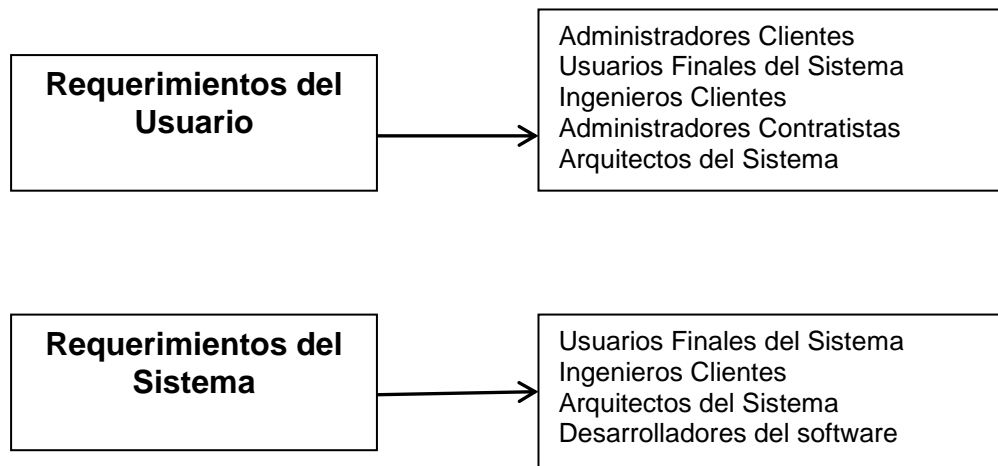 Requerimientos del
Usuario
Administradores Clientes
Usuarios Finales del Sistema
Ingenieros Clientes
Administradores Contratistas
Arquitectos del Sistema
Requerimientos del
Sistema
Usuarios Finales del Sistema
Ingenieros Clientes
Arquitectos del Sistema
Desarrolladores del software